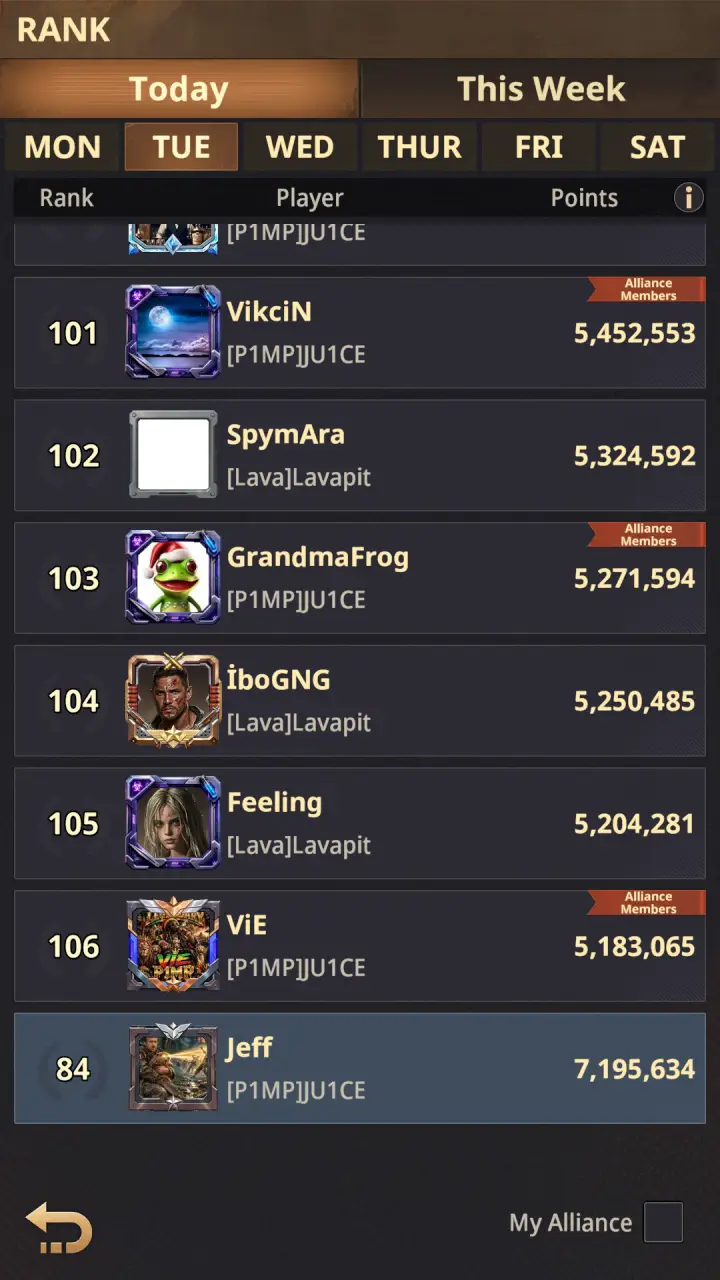 RANK
Today
This Week
MON
TUE
WED
THUR
FRI
SAT
Rank
Player
Points
[P1MP]JU1CE
101
VikciN
[P1MP]JU1CE
Alliance
Members
5,452,553
102
SpymAra
[Lava]Lavapit
5,324,592
103
GrandmaFrog
[P1MP]JU1CE
Alliance
Members
5,271,594
104
İboGNG
[Lava]Lavapit
5,250,485
105
Feeling
[Lava]Lavapit
5,204,281
106
VIE
ViE
[P1MP]JU1CE
Alliance
Members
5,183,065
84
Jeff
[P1MP]JU1CE
7,195,634
My Alliance